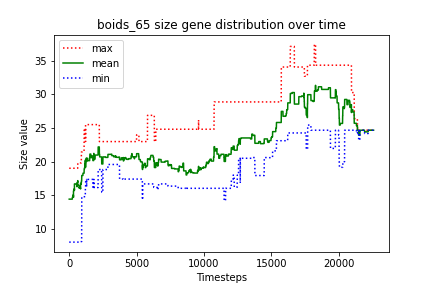 boids_65 size gene distribution over time
max
mean
min
Size value
35
30
25
20
15
10
0
5000
10000
15000
20000
Timesteps